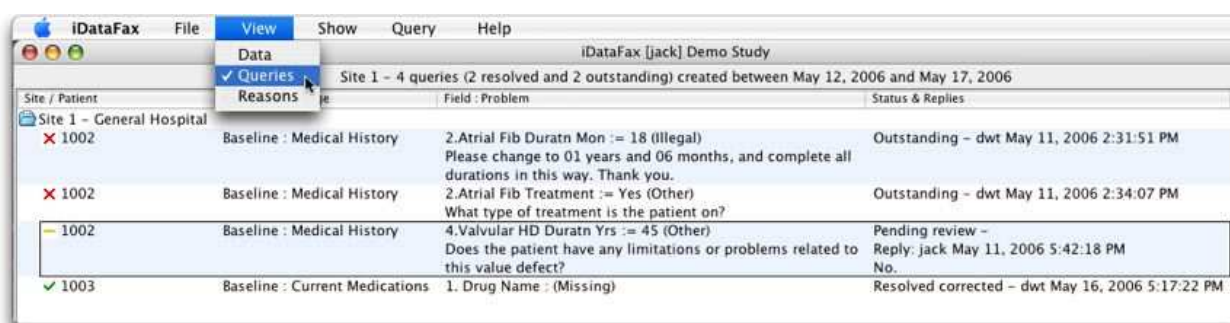 iDataFax File View Show Query Help
iDataFax [jack] Demo Study
Data
✓ Queries
Reasons
Site 1 – 4 queries (2 resolved and 2 outstanding) created between May 12, 2006 and May 17, 2006
Site / Patient Field : Problem Status & Replies
Site 1 – General Hospital
1002 Baseline : Medical History 2.Atrial Fib Duratn Mon := 18 (Illegal) Outstanding – dwt May 11, 2006 2:31:51 PM
Please change to 01 years and 06 months, and complete all
durations in this way. Thank you.
1002 Baseline : Medical History 2.Atrial Fib Treatment := Yes (Other) Outstanding – dwt May 11, 2006 2:34:07 PM
What type of treatment is the patient on?
1002 Baseline : Medical History 4.Valvular HD Duratn Yrs := 45 (Other) Pending review –
Does the patient have any limitations or problems related to Reply: jack May 11, 2006 5:42:18 PM
this value defect? No.
1003 Baseline : Current Medications 1. Drug Name : (Missing) Resolved corrected – dwt May 16, 2006 5:17:22 PM